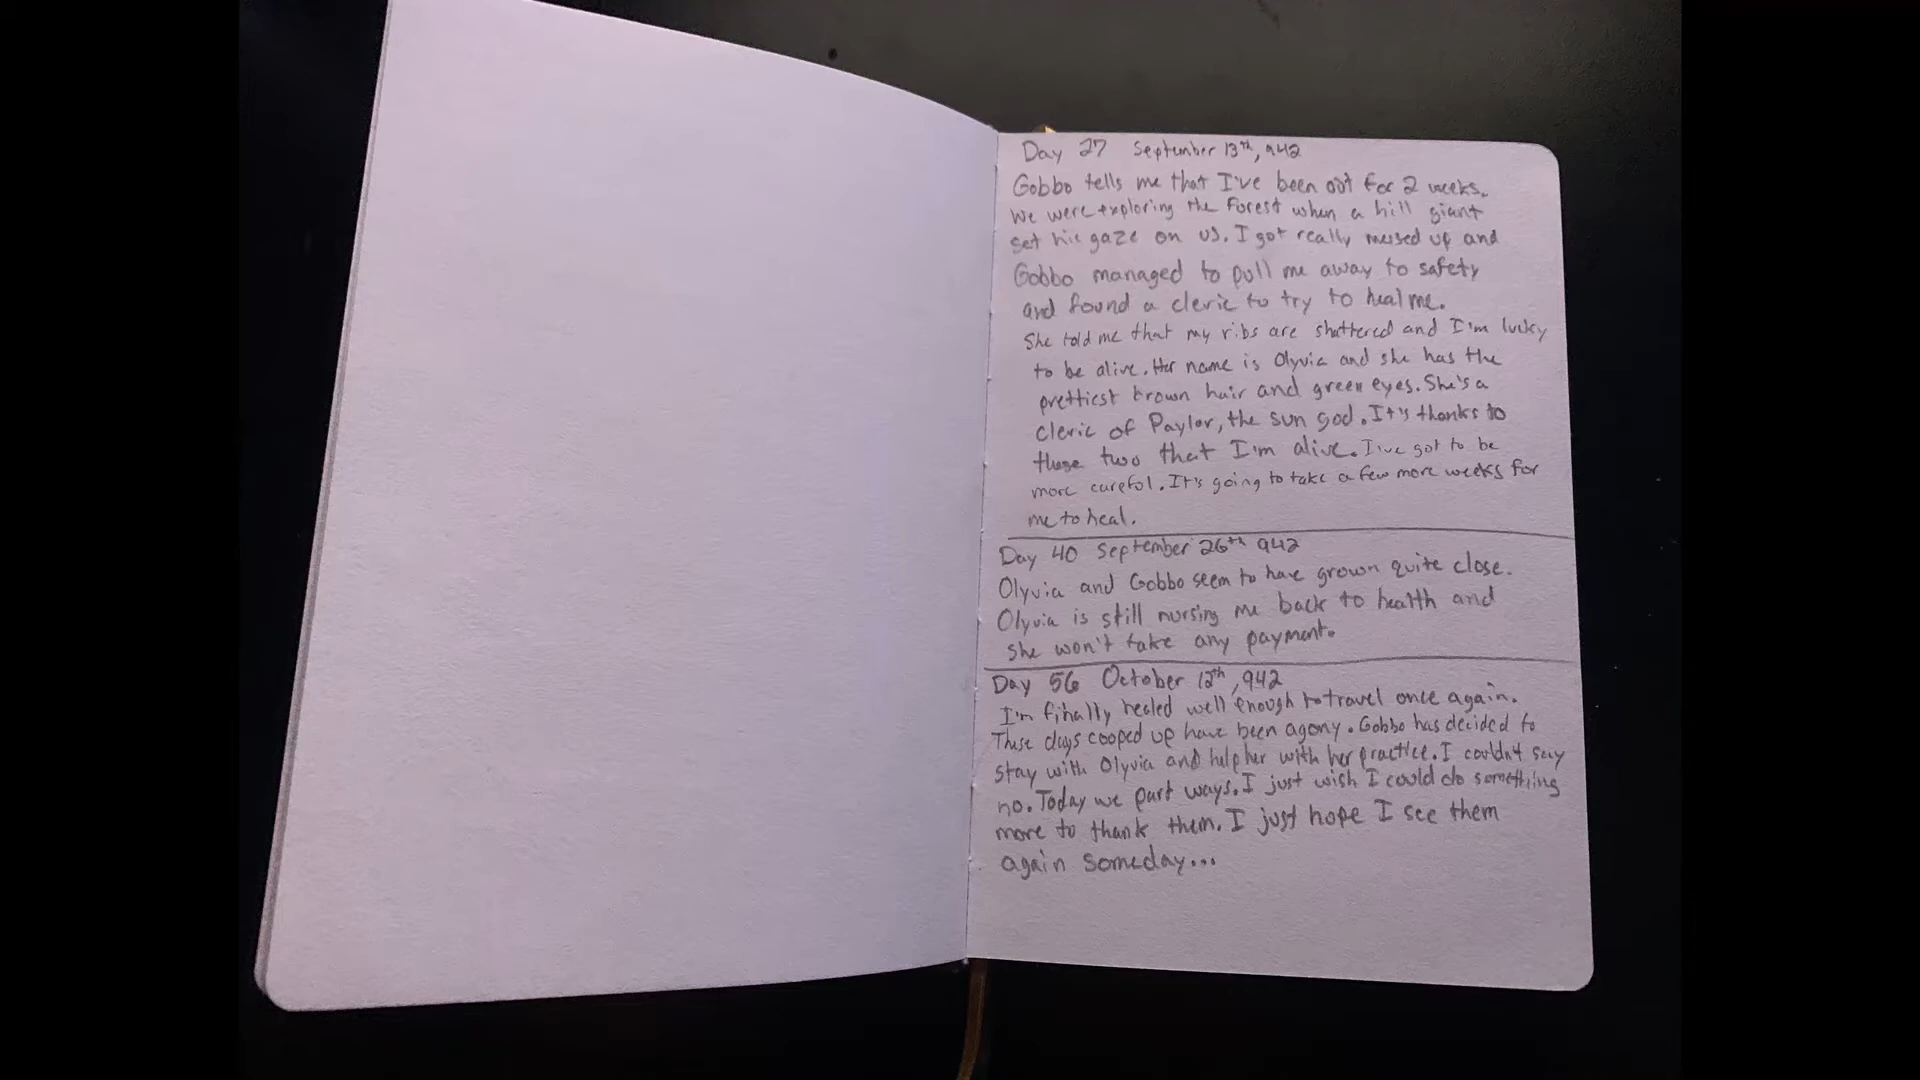 Day 27 September 13th, 942
Gobbo tells me that I've been out for 2 weeks.
We were exploring the forest when a hill giant
set his gaze on us. I got really messed up and
Gobbo managed to pull me away to safety
and found a cleric to try to heal me.
She told me that my ribs are shattered and I'm lucky
to be alive. Her name is Olyvia and she has the
prettiest brown hair and green eyes. She's a
cleric of Paylor, the sun god. It's thanks to
those two that I'm alive. I've got to be
more careful. It's going to take a few more weeks for
me to heal.
Day 40 September 26th 942
Olyvia and Gobbo seem to have grown quite close.
Olyvia is still nursing me back to health and
she won't take any payment.
Day 56 October 12th, 942
I'm finally healed well enough to travel once again.
These days cooped up have been agony. Gobbo has decided to
stay with Olyvia and help her with her practice. I couldn't say
no. Today we part ways. I just wish I could do something
more to thank them. I just hope I see them
again someday...